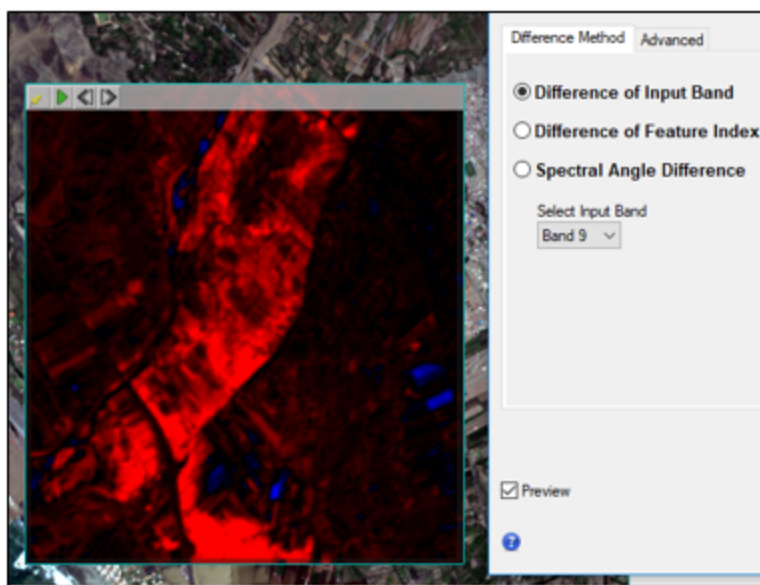 Difference Method
Advanced
Difference of Input Band
Difference of Feature Index
Spectral Angle Difference
Select Input Band
Band 9
Preview
?